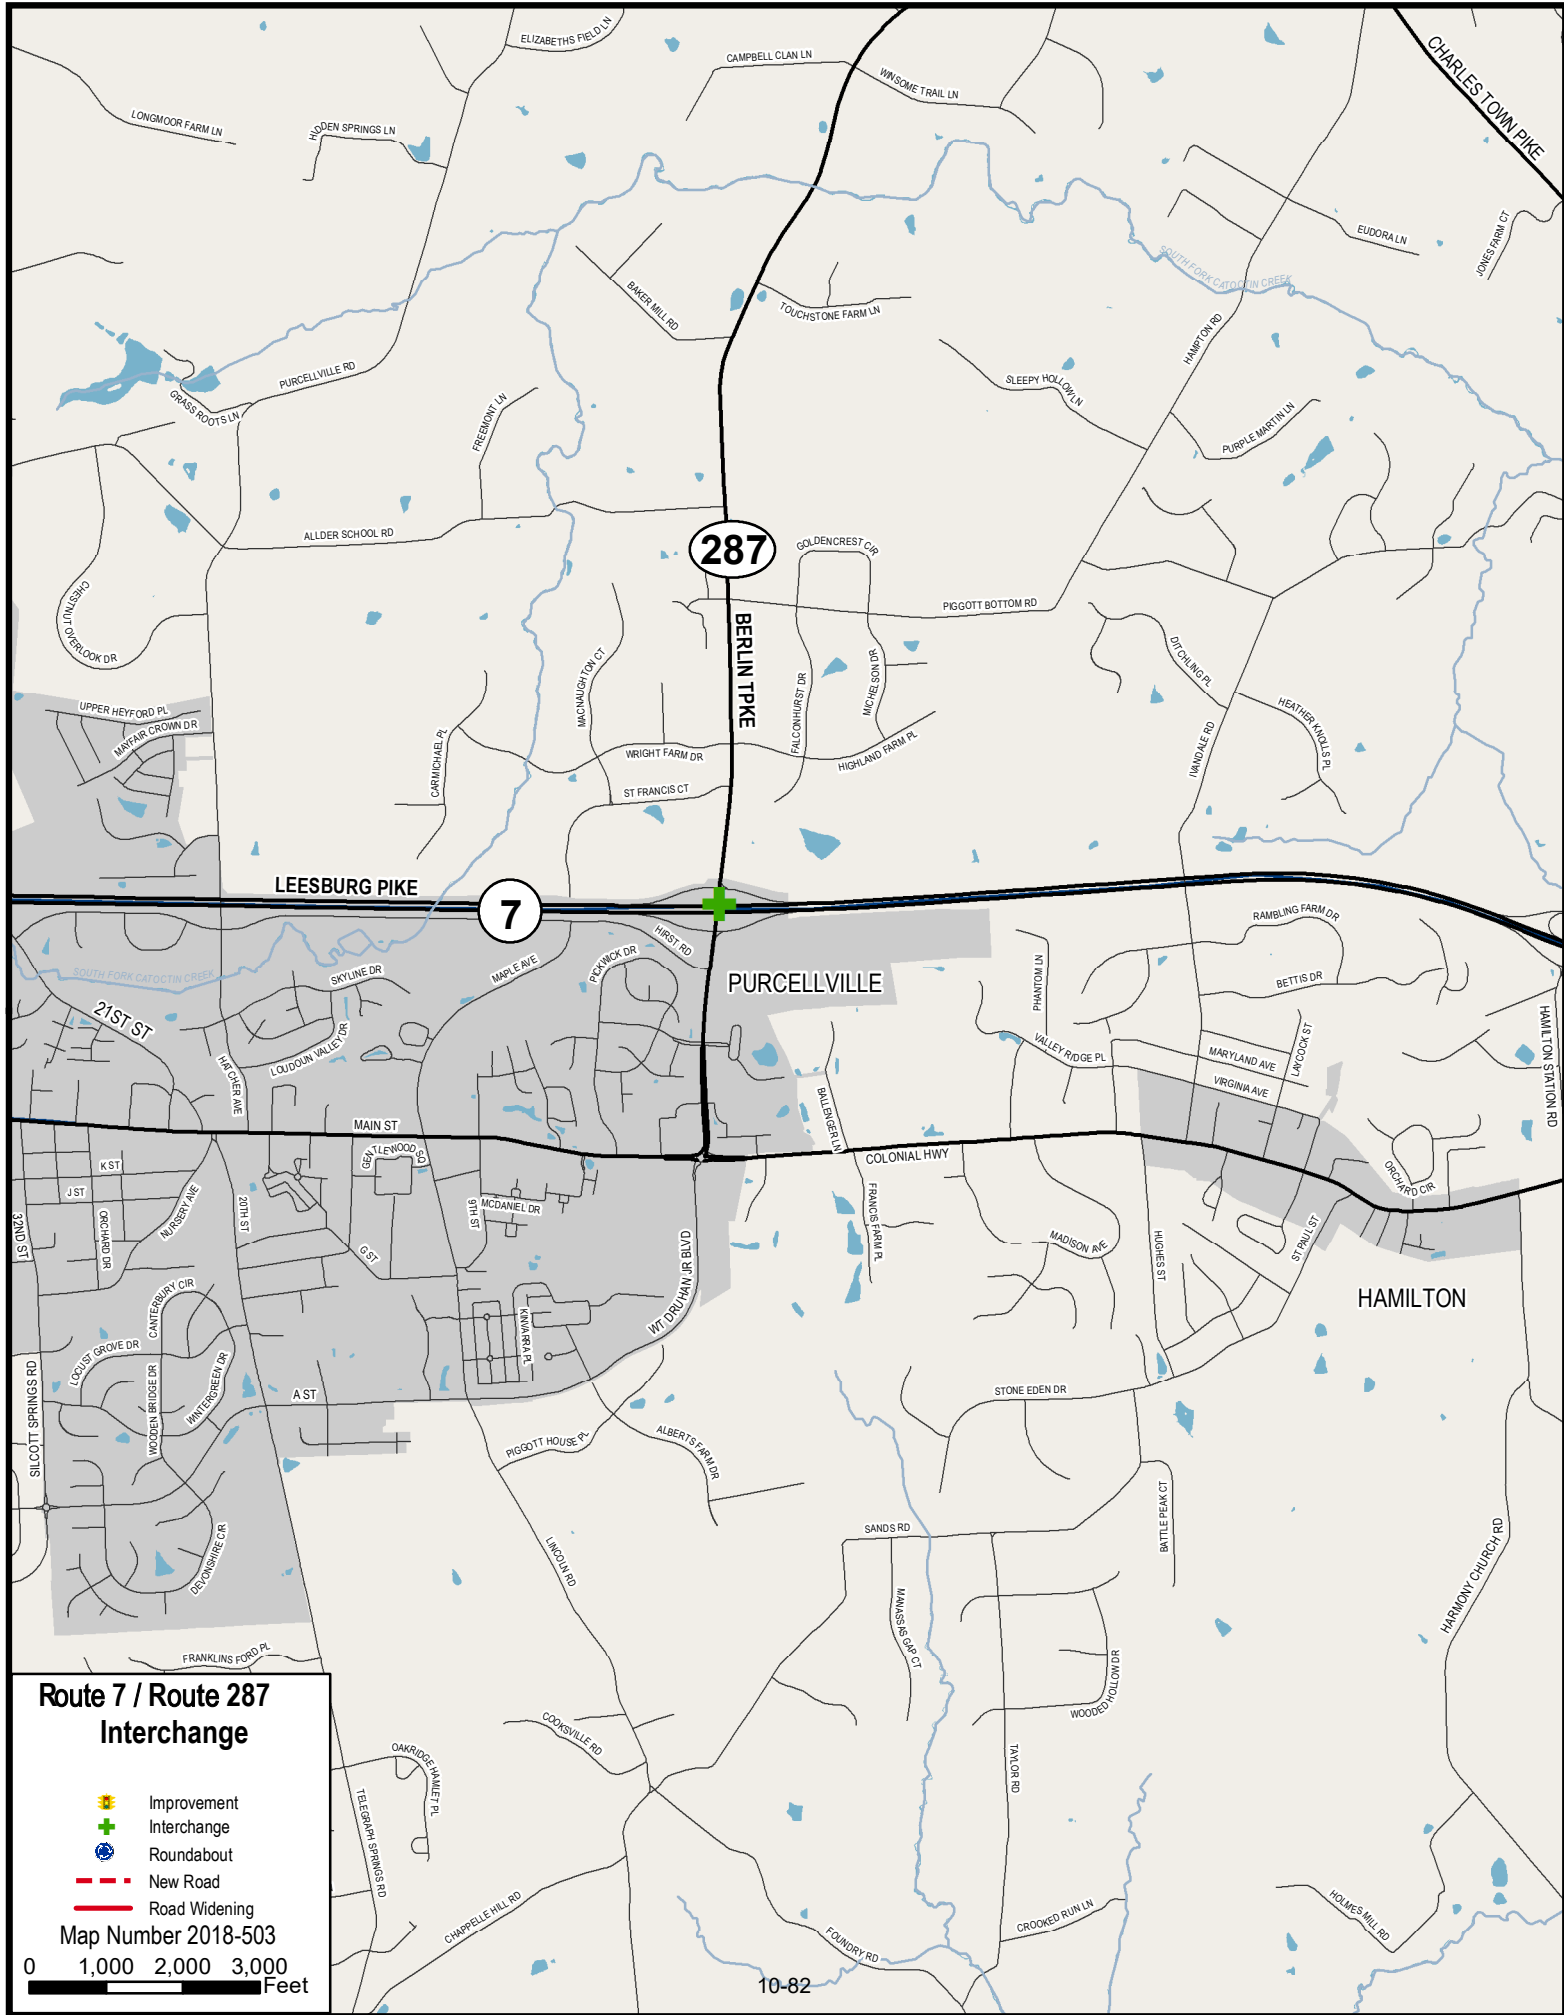 ELIZABETHS FIELD LN
CAMPBELL CLAN LN
WINSOME TRAIL LN
CHARLES TOWN PIKE
LONGMOOR FARM LN
HIDDEN SPRINGS LN
EUDORA LN
JONES FARM CT
SOUTH FORK CATOCTIN CREEK
BAKER MILL RD
TOUCHSTONE FARM LN
HAMPTON RD
PURCELLVILLE RD
GRASS ROOTS LN
FREEMONT LN
SLEEPY HOLLOW LN
PURPLE MARTIN LN
ALLDER SCHOOL RD
287
GOLDENCREST CIR
CHESTNUT OVERLOOK DR
PIGGOTT BOTTOM RD
BERLIN TPKE
MACNAUGHTON CT
FALCONHURST DR
MICHELSON DR
DITCHLING PL
UPPER HEYFORD PL
MAYFAIR CROWN DR
CARMICHAEL PL
WRIGHT FARM DR
HIGHLAND FARM PL
IVANDALE RD
HEATHER KNOLLS PL
ST FRANCIS CT
LEESBURG PIKE
7
HIRST RD
RAMBLING FARM DR
SOUTH FORK CATOCTIN CREEK
SKYLINE DR
MAPLE AVE
PICKWICK DR
PURCELLVILLE
PHANTOM LN
BETTIS DR
21ST ST
HATCHER AVE
LOUDOUN VALLEY DR
VALLEY RIDGE PL
MARYLAND AVE
LAYCOCK ST
VIRGINIA AVE
HAMILTON STATION RD
BALLENGER LN
MAIN ST
GENTLEWOOD SQ
COLONIAL HWY
K ST
J ST
ORCHARD DR
NURSERY AVE
20TH ST
9TH ST
MCDANIEL DR
FRANCIS FARM PL
ORCHARD CIR
32ND ST
G ST
WT DRUHAN JR BLVD
MADISON AVE
HUGHES ST
ST PAUL ST
HAMILTON
CANTERBURY CIR
KINVARRA PL
LOCUST GROVE DR
SILCOTT SPRINGS RD
WOODEN BRIDGE DR
WINTERGREEN DR
A ST
STONE EDEN DR
PIGGOTT HOUSE PL
ALBERTS FARM DR
BATTLE PEAK CT
DEVONSHIRE CIR
LINCOLN RD
SANDS RD
MANASSAS GAP CT
HARMONY CHURCH RD
FRANKLINS FORD PL
WOODED HOLLOW DR
COOKSVILLE RD
OAKRIDGE HAMLET PL
TAYLOR RD
TELEGRAPH SPRINGS RD
CHAPPELLE HILL RD
FOUNDRY RD
CROOKED RUN LN
HOLMES MILL RD
Route 7 / Route 287
Interchange
Improvement
Interchange
Roundabout
New Road
Road Widening
Map Number 2018-503
0 1,000 2,000 3,000
Feet
10-82